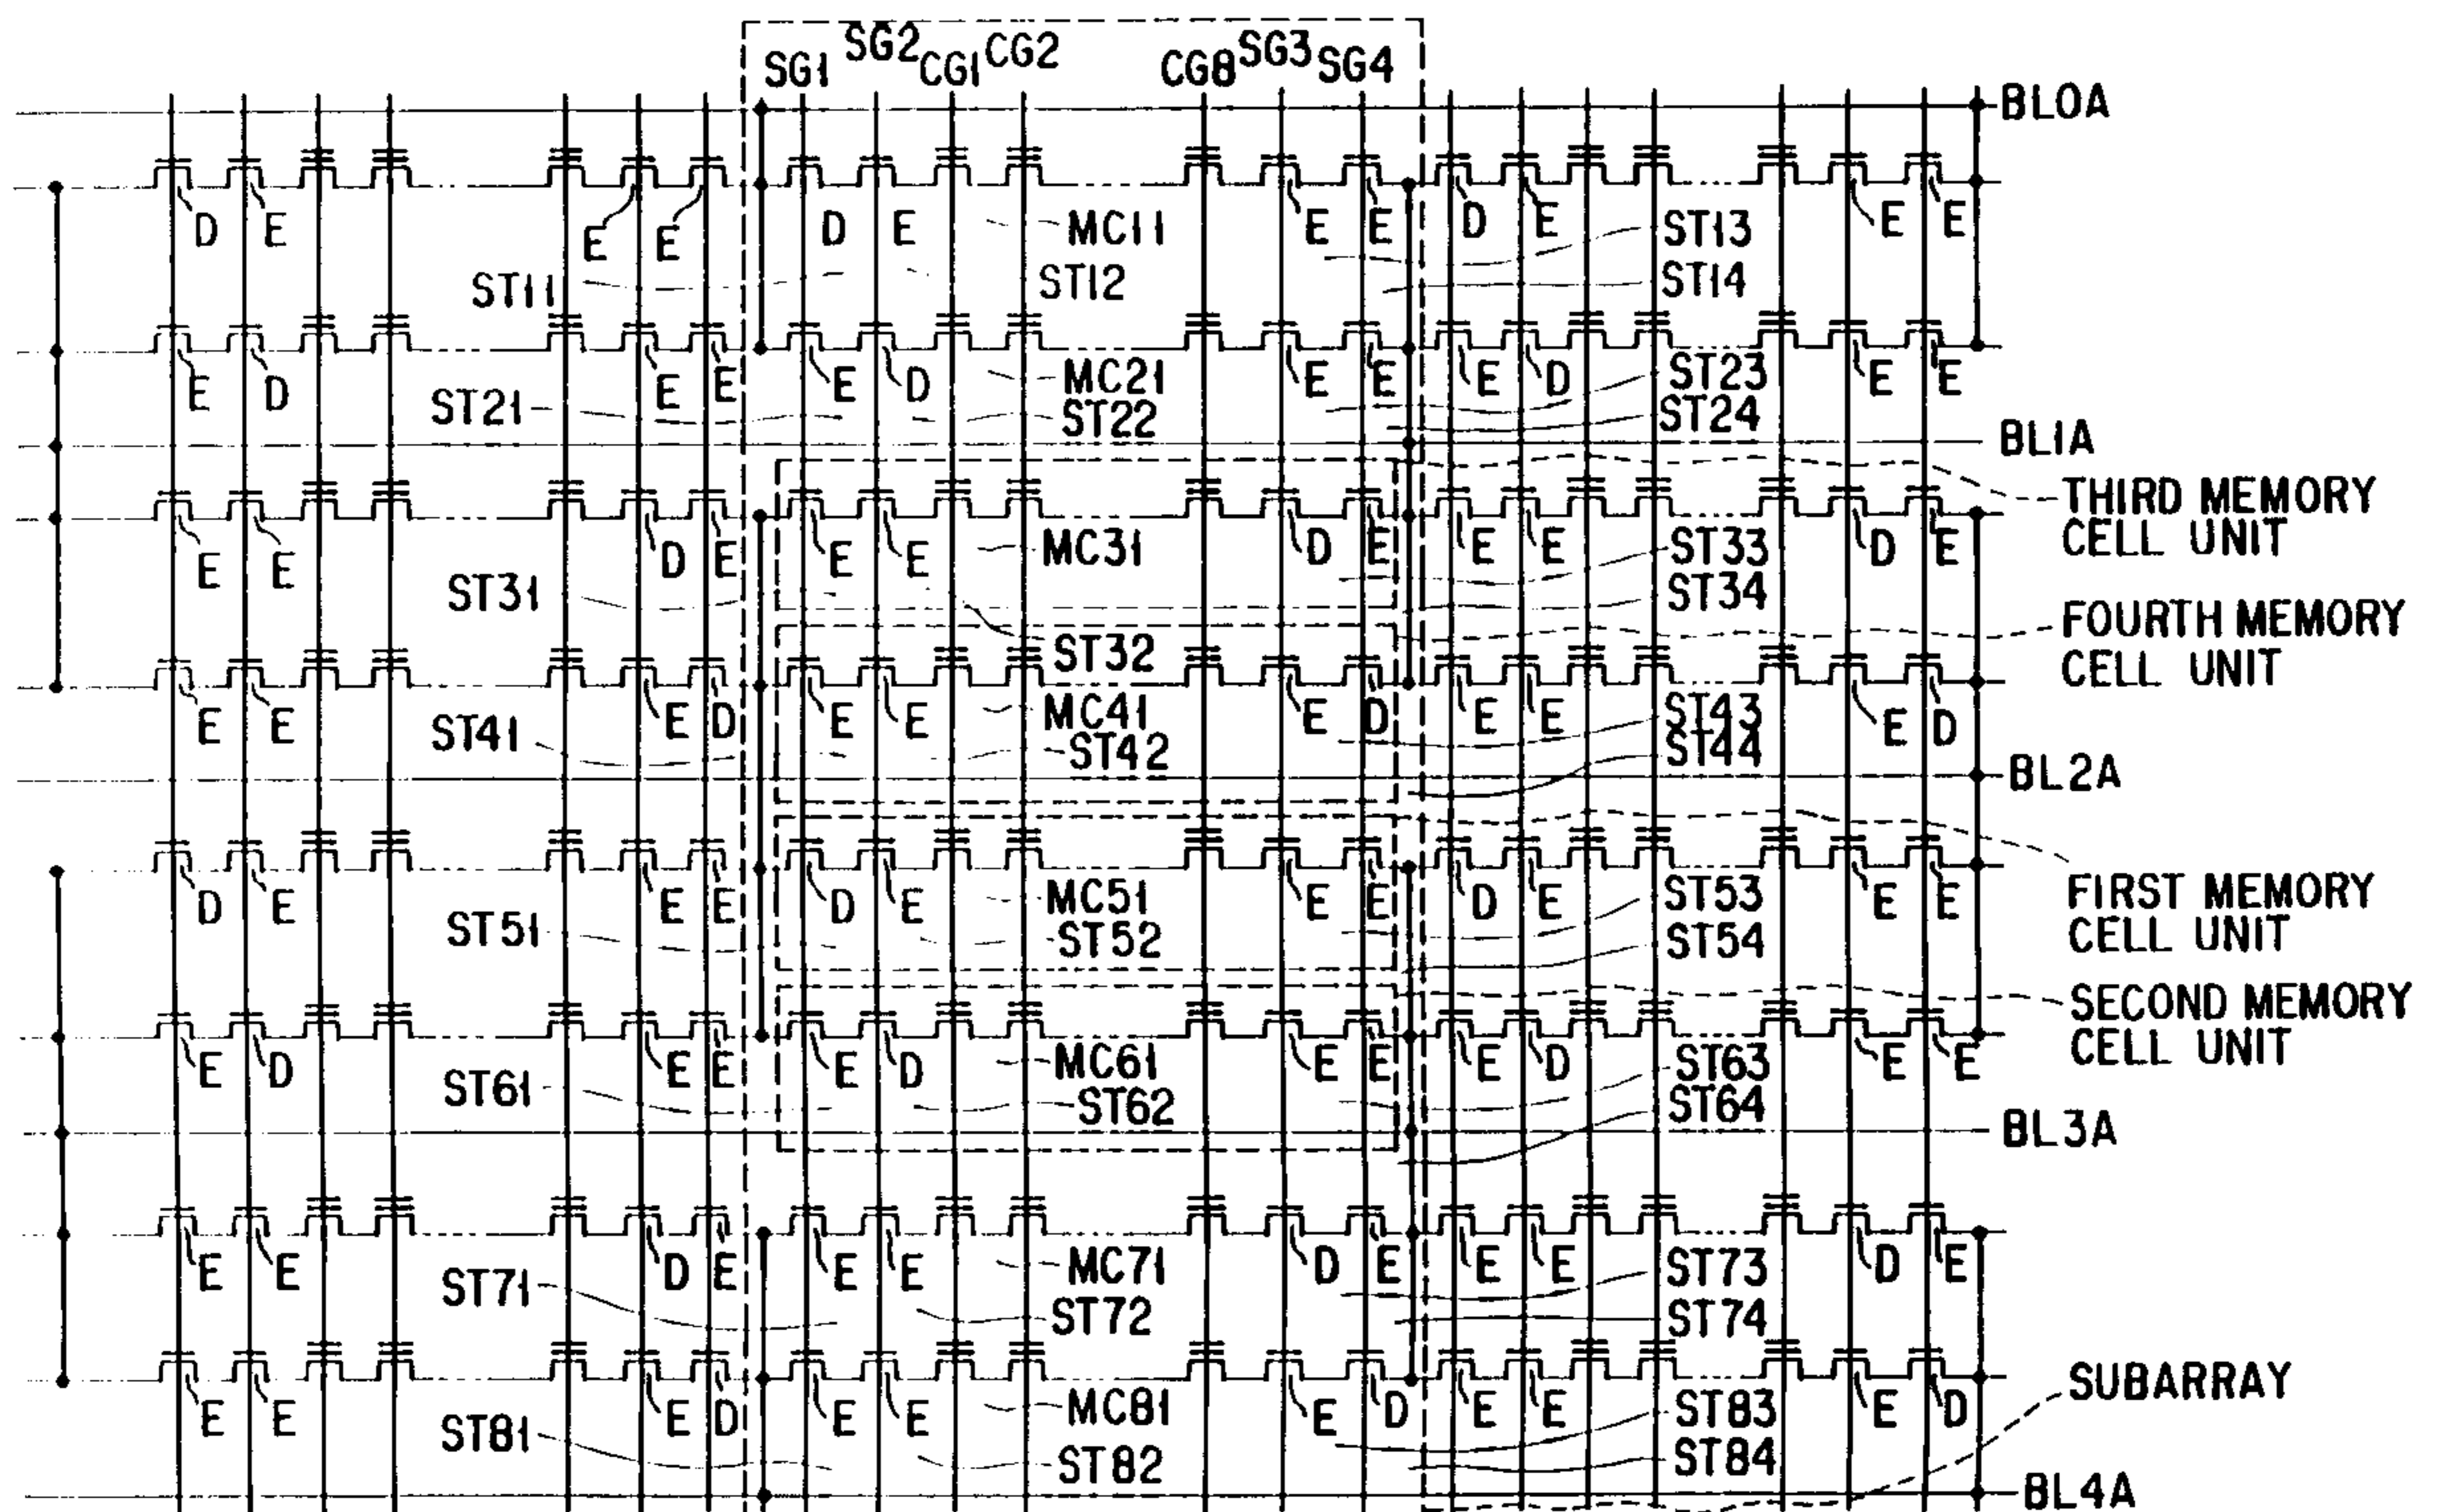 SG1 SG2 CG1 CG2 CG8 SG3 SG4
BL0A
D E E E D E MC11 E E D E ST13 E E
ST11 ST12 ST14
E D E E E D MC21 E E E D ST23 E E
ST21 ST22 ST24
BL1A
THIRD MEMORY
CELL UNIT
E E D E E E MC31 D E E E ST33 D E
ST31 ST34
FOURTH MEMORY
CELL UNIT
ST32
E E E D E E MC41 E D E E ST43 E D
ST41 ST42 ST44
BL2A
D E E E D E MC51 E E D E ST53 E E
FIRST MEMORY
CELL UNIT
ST51 ST52 ST54
SECOND MEMORY
CELL UNIT
E D E E E D MC61 E E E D ST63 E E
ST61 ST62 ST64
BL3A
E E D E E E MC71 D E E E ST73 D E
ST71 ST72 ST74
SUBARRAY
E E E D E E MC81 E D E E ST83 E D
ST81 ST82 ST84
BL4A